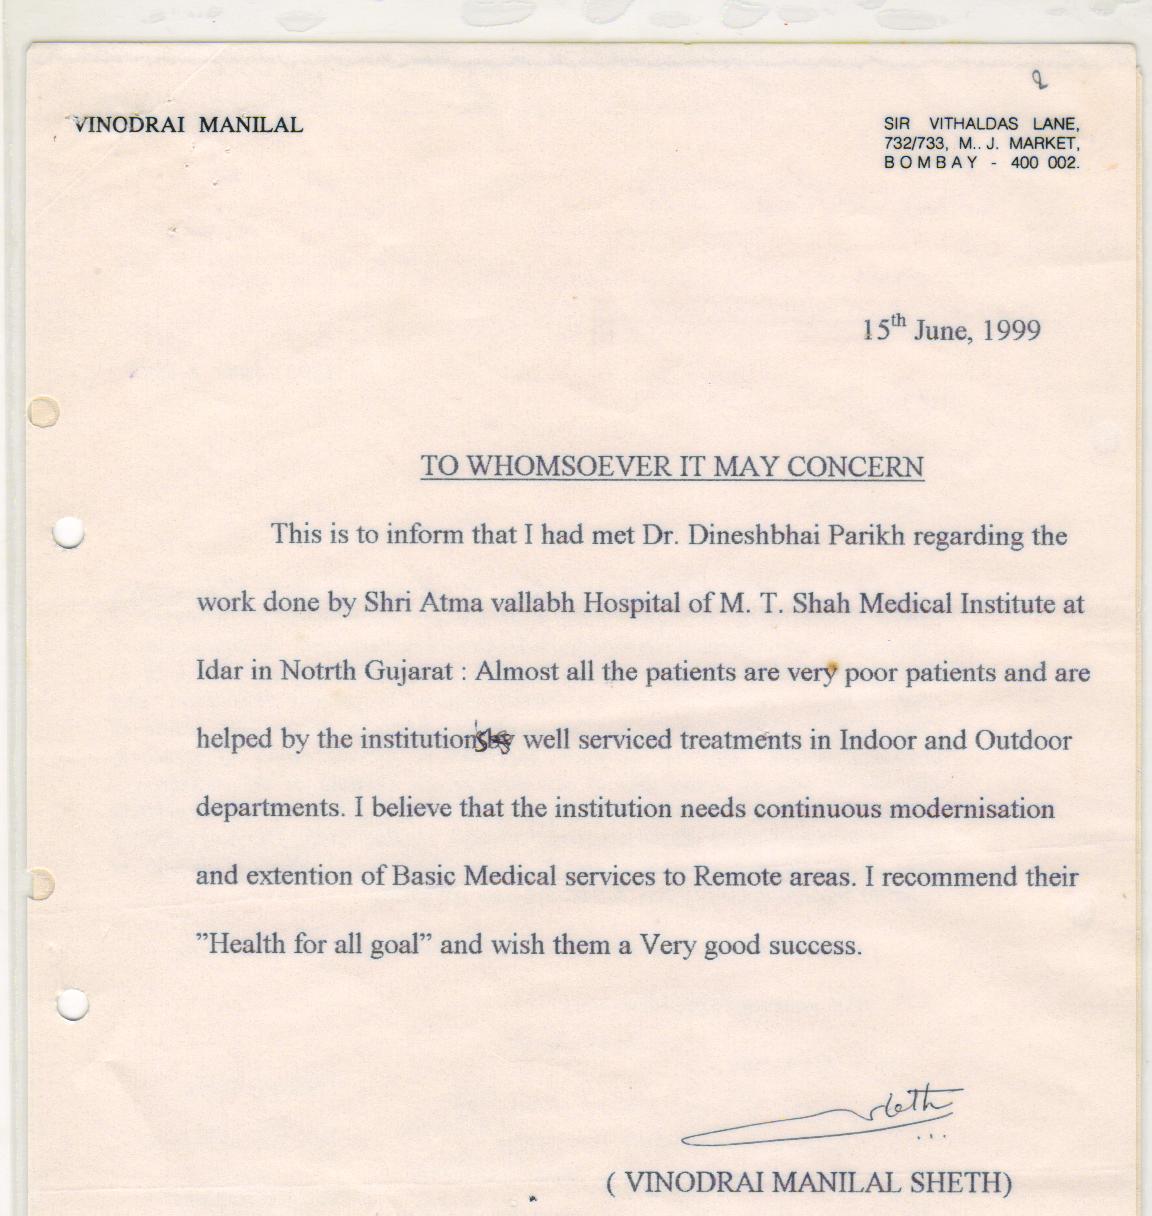 2
VINODRAI MANILAL
SIR VITHALDAS LANE,
732/733, M.. J. MARKET,
BOMBAY - 400 002.
15th June, 1999
TO WHOMSOEVER IT MAY CONCERN
This is to inform that I had met Dr. Dineshbhai Parikh regarding the
work done by Shri Atma vallabh Hospital of M. T. Shah Medical Institute at
Idar in Notrth Gujarat : Almost all the patients are very poor patients and are
helped by the institution's well serviced treatments in Indoor and Outdoor
departments. I believe that the institution needs continuous modernisation
and extention of Basic Medical services to Remote areas. I recommend their
”Health for all goal” and wish them a Very good success.
( VINODRAI MANILAL SHETH)